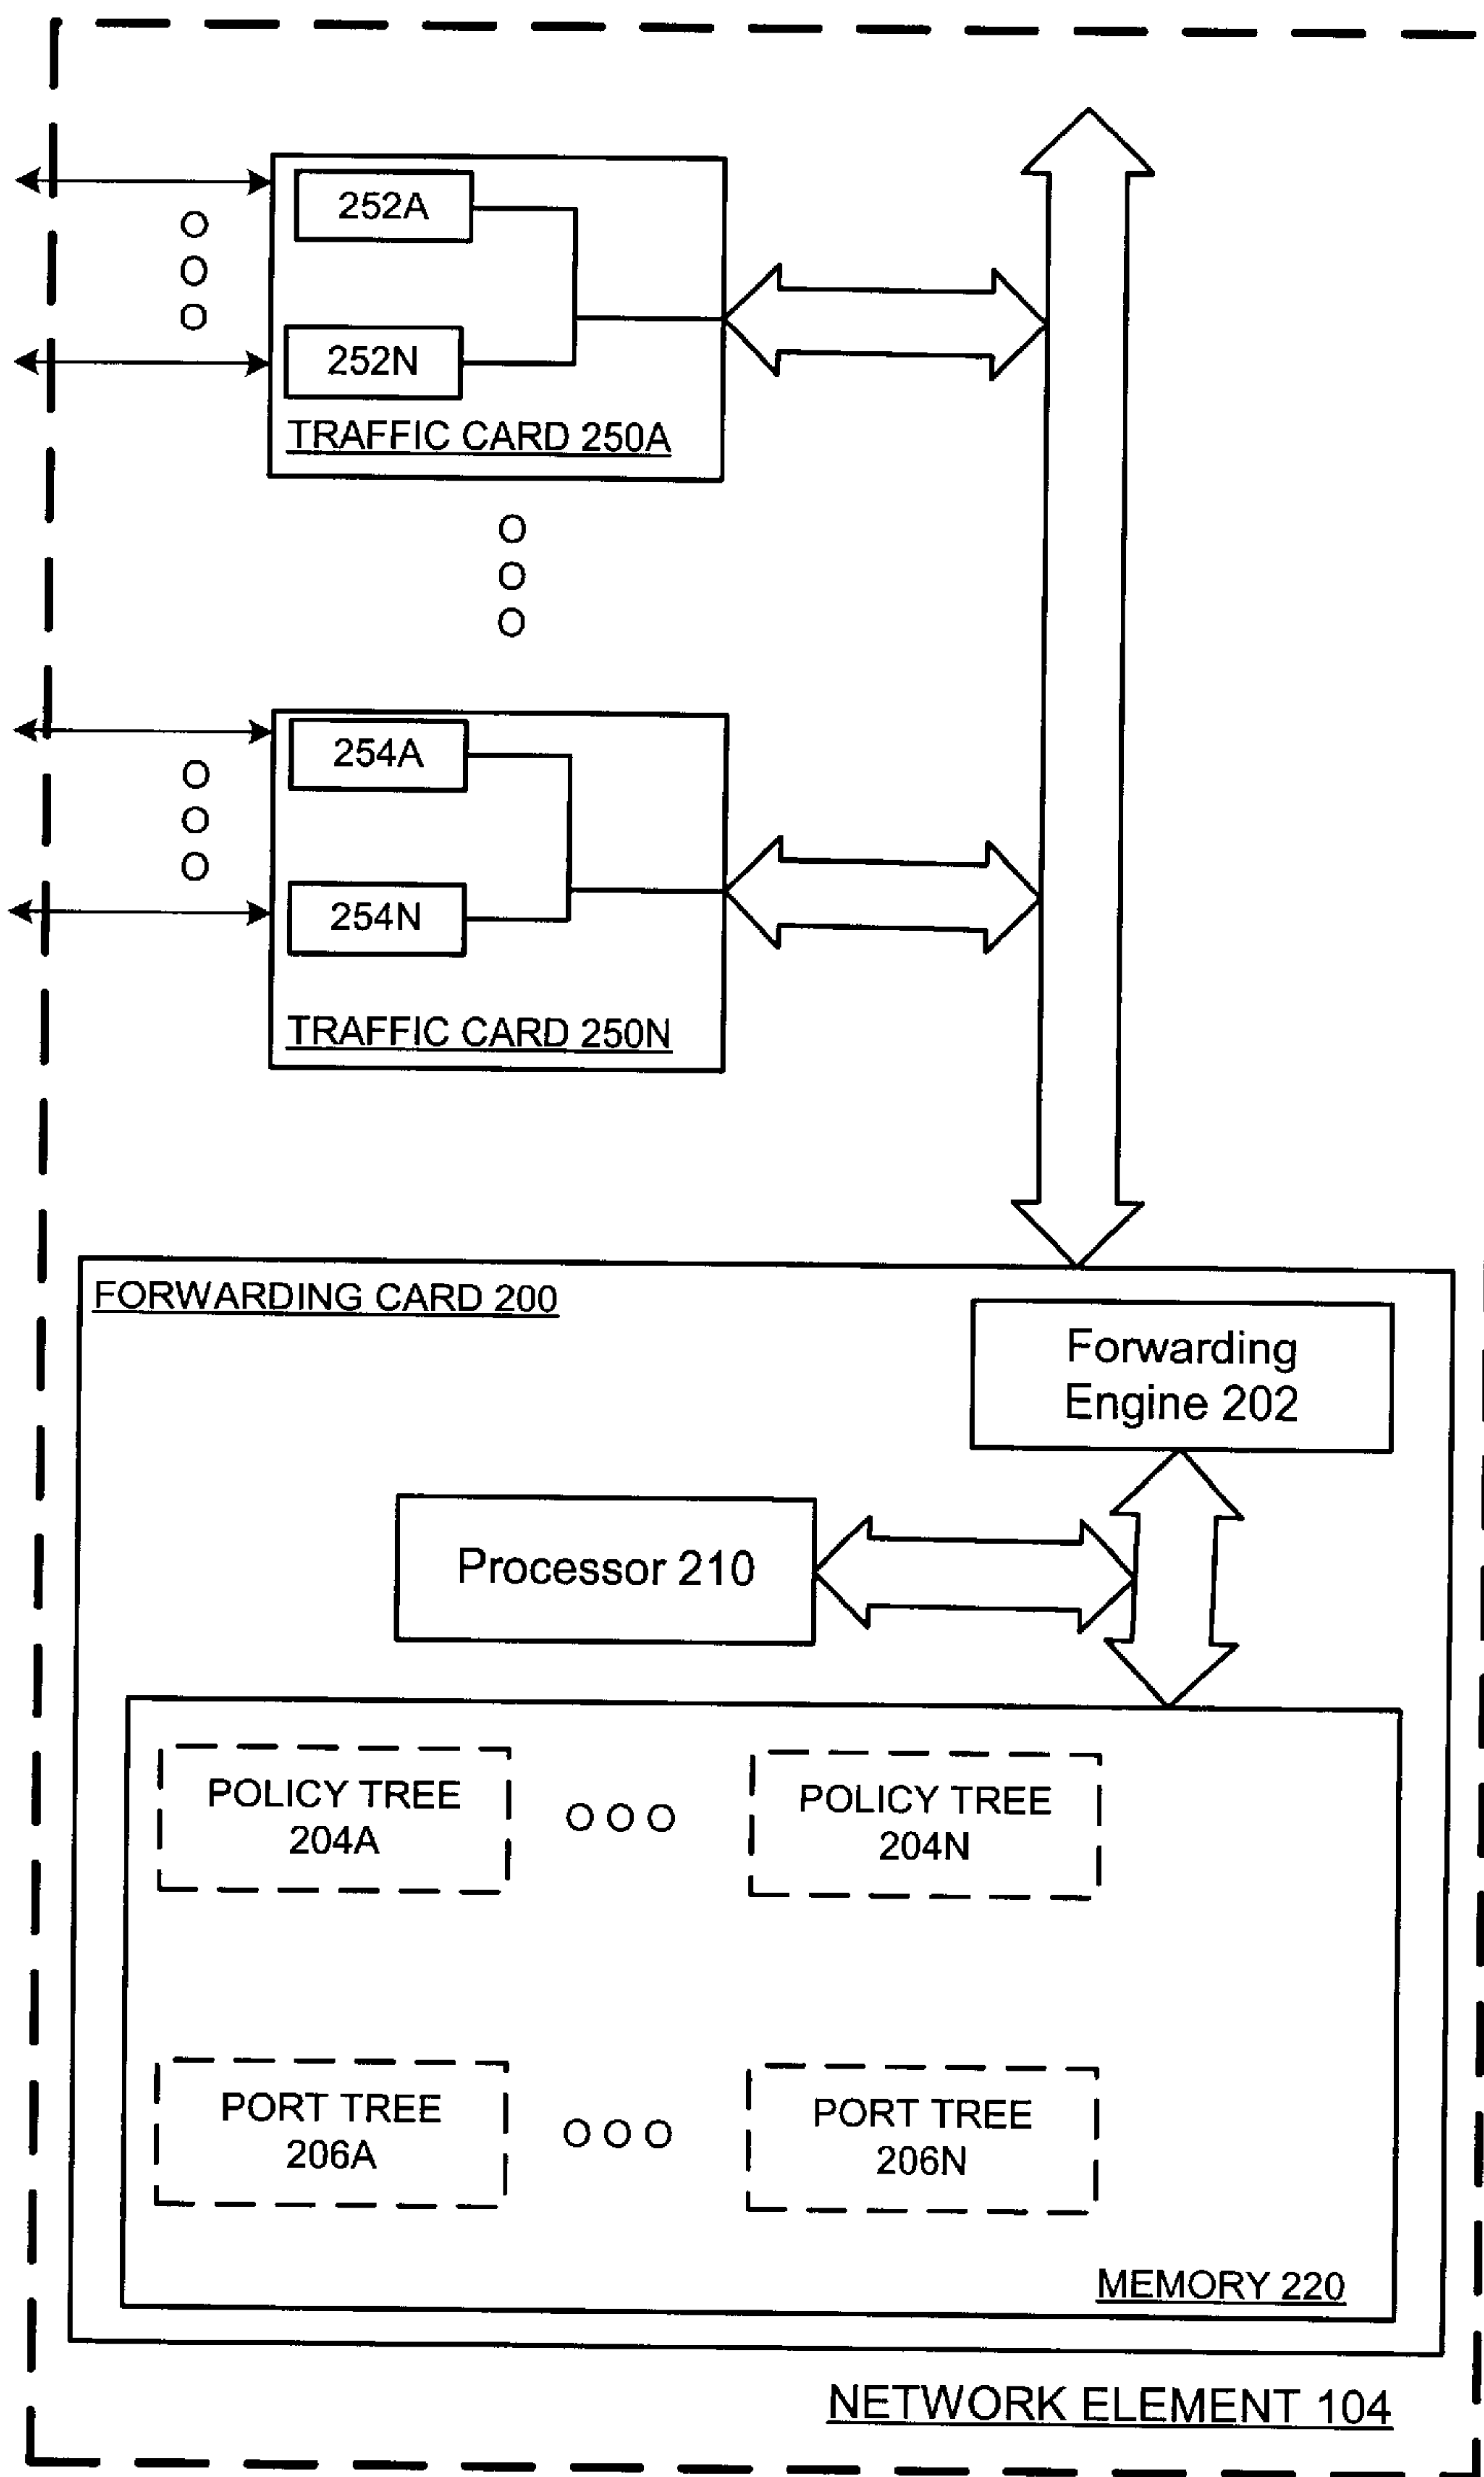 252A
252N
TRAFFIC CARD 250A
254A
254N
TRAFFIC CARD 250N
FORWARDING CARD 200
Forwarding
Engine 202
Processor 210
POLICY TREE
204A
POLICY TREE
204N
PORT TREE
206A
PORT TREE
206N
MEMORY 220
NETWORK ELEMENT 104